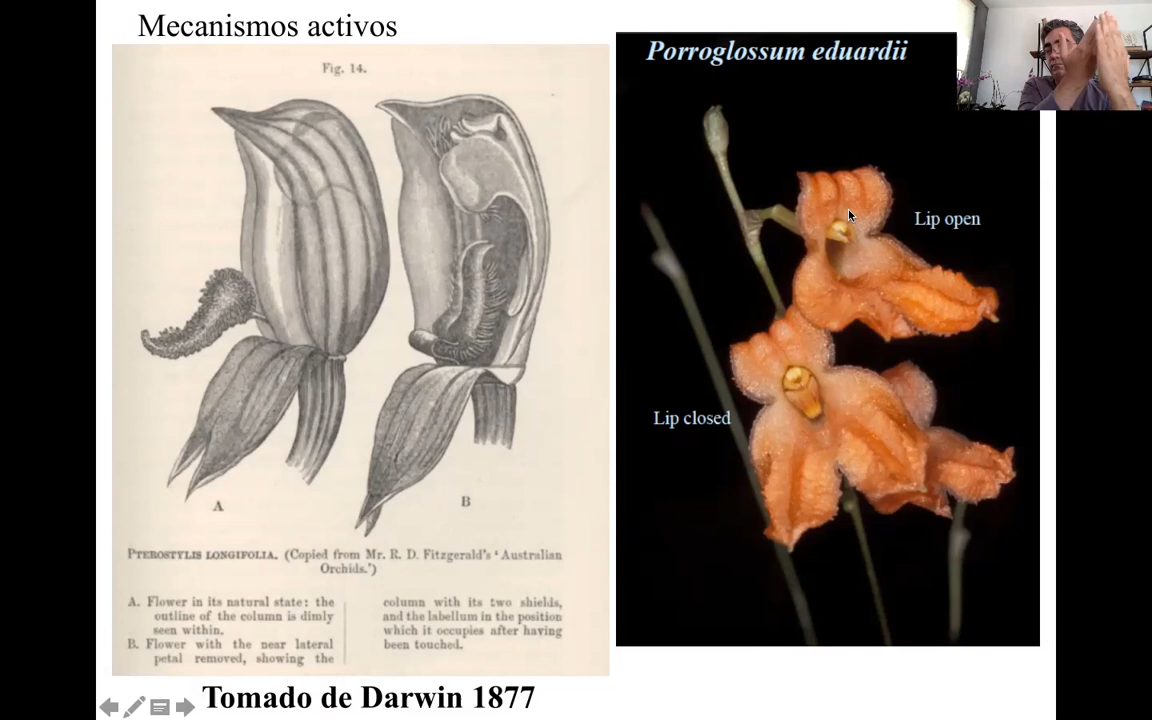 Mecanismos activos
Fig. 14.
A
B
PTEROSTYLIS LONGIFOLIA. (Copied from Mr. R. D. Fitzgerald's 'Australian
Orchids.')
A. Flower in its natural state: the
outline of the column is dimly
seen within.
B. Flower with the near lateral
petal removed, showing the
column with its two shields,
and the labellum in the position
which it occupies after having
been touched.
Tomado de Darwin 1877
Porroglossum eduardii
Lip open
Lip closed